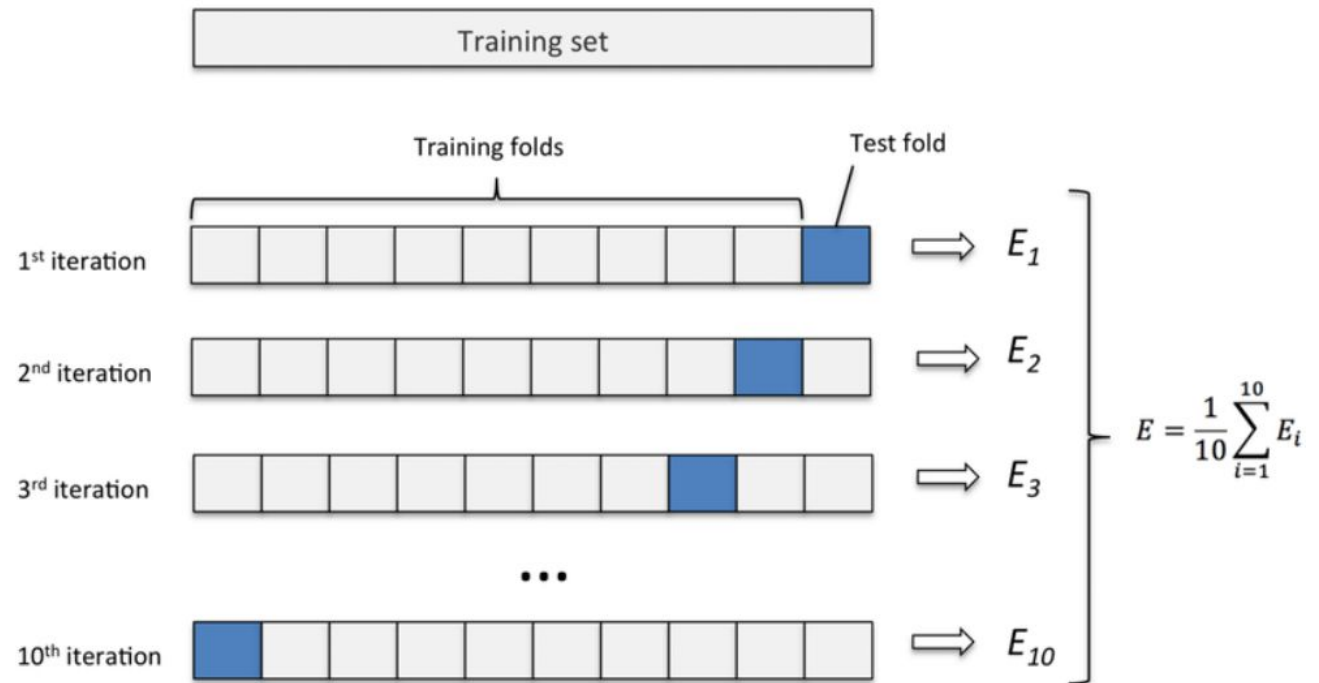 Training set
Training folds
Test fold
1st iteration
E1
2nd iteration
E2
3rd iteration
E3
...
10th iteration
E10
E = 1/10 ∑_{i=1}^{10} Ei